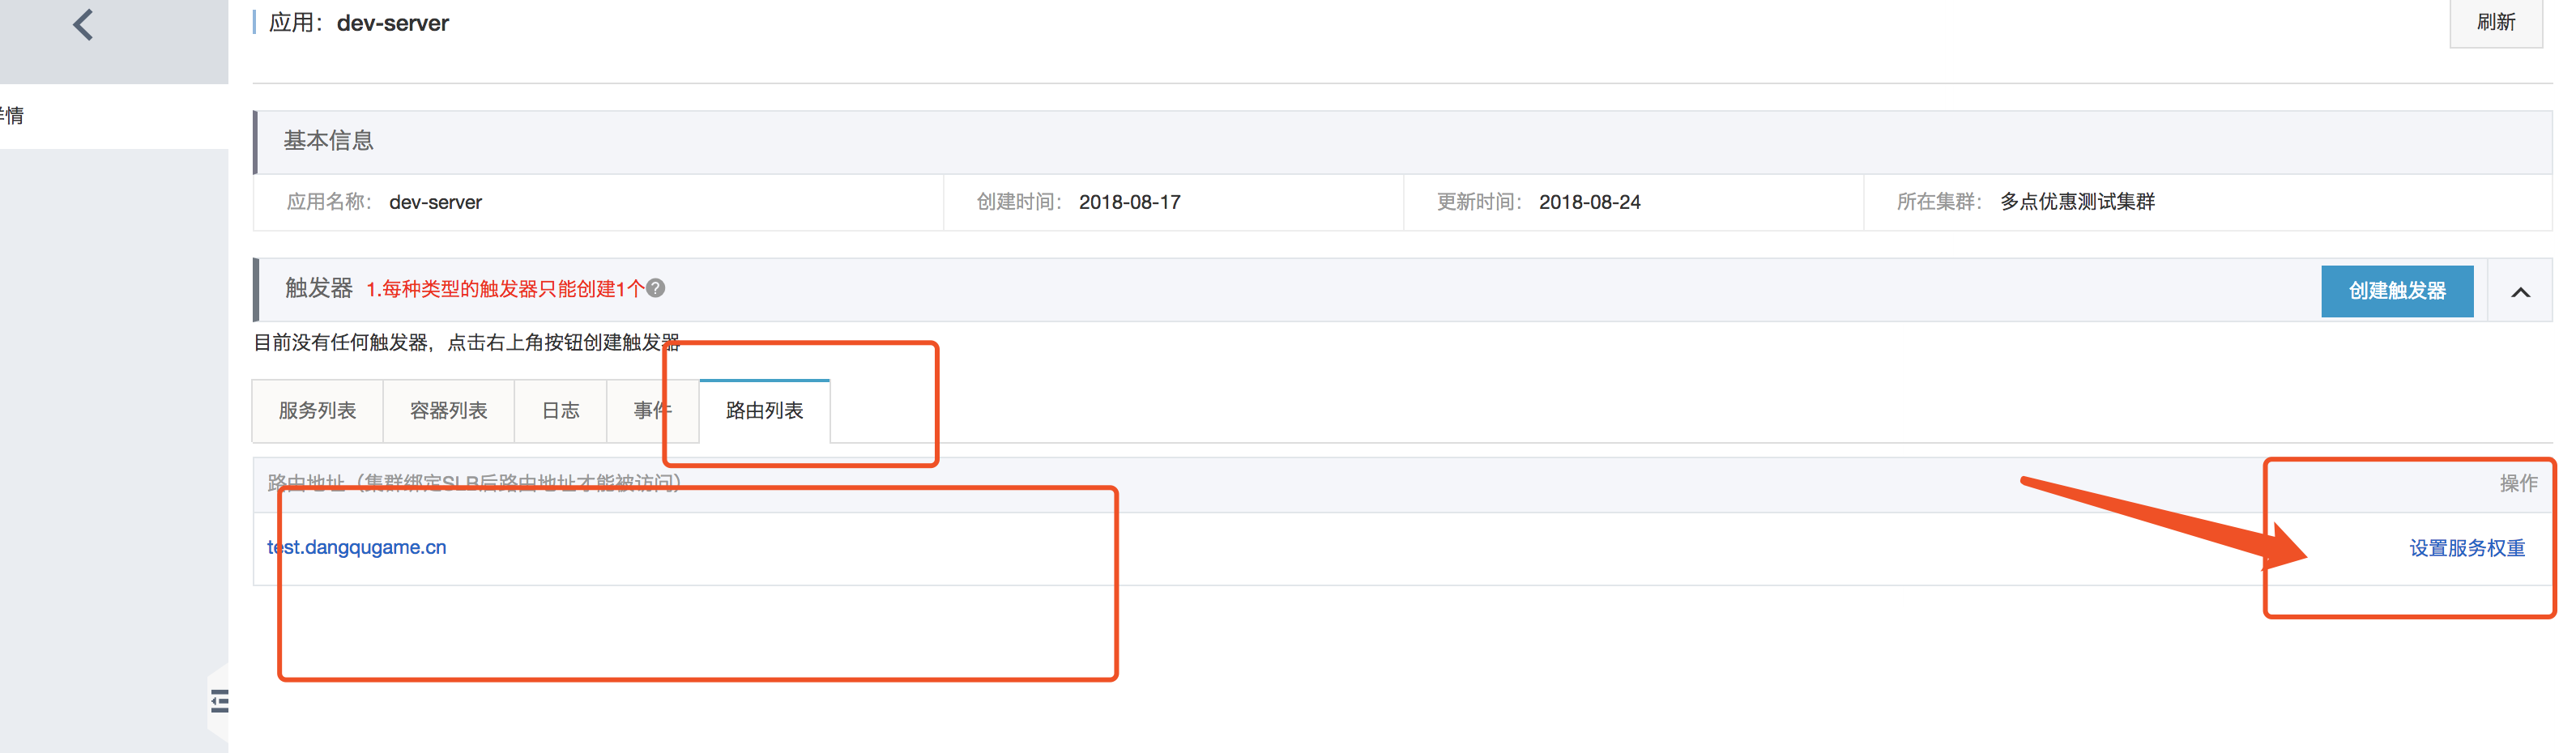 应用：dev-server
刷新
情
基本信息
应用名称： dev-server
创建时间： 2018-08-17
更新时间： 2018-08-24
所在集群： 多点优惠测试集群
触发器 1.每种类型的触发器只能创建1个
创建触发器
目前没有任何触发器，点击右上角按钮创建触发器
服务列表
容器列表
日志
事件
路由列表
路由地址（集群绑定SLB后路由地址才能被访问）
操作
test.dangqugame.cn
设置服务权重